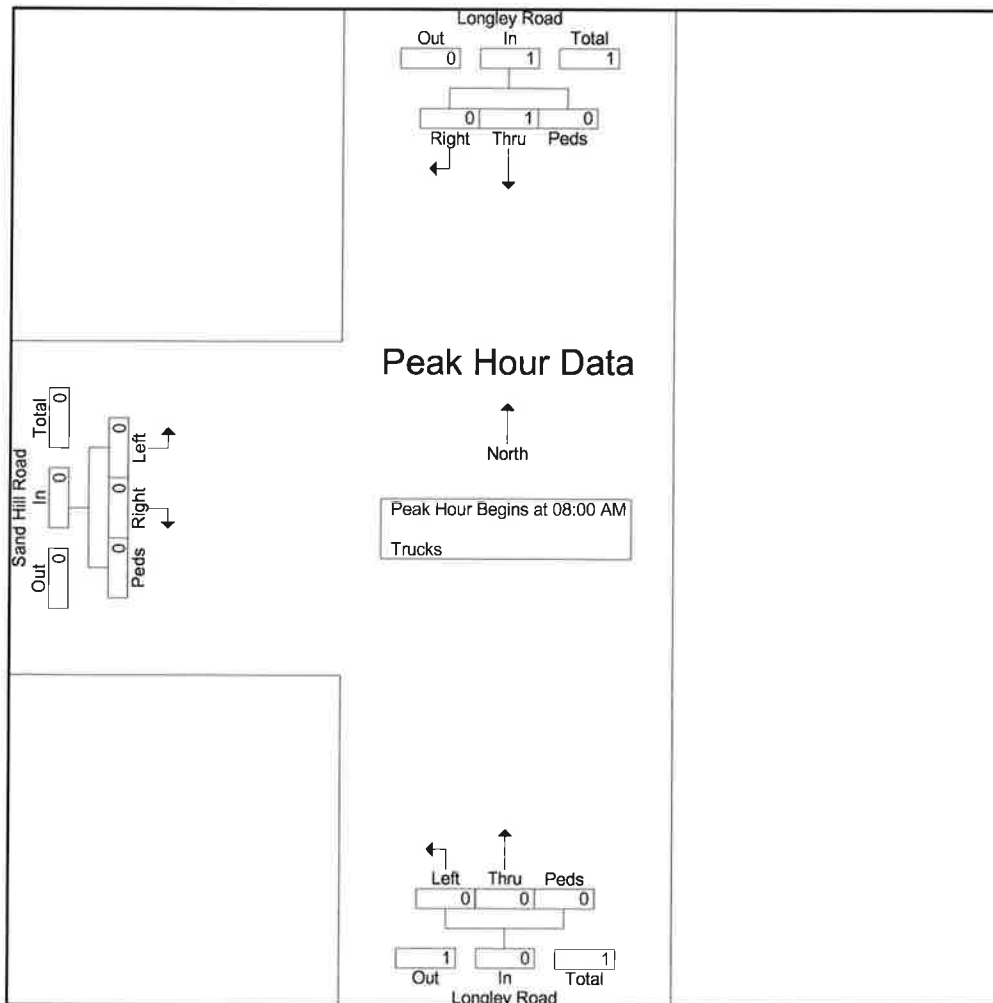 Longley Road
Out In Total
0 1 1
0 1 0
Right Thru Peds
Peak Hour Data
North
Peak Hour Begins at 08:00 AM
Trucks
Sand Hill Road
Out In Total
0 0 0
0 0 0
Peds Right Left
Left Thru Peds
0 0 0
1 0 1
Out In Total
Longley Road